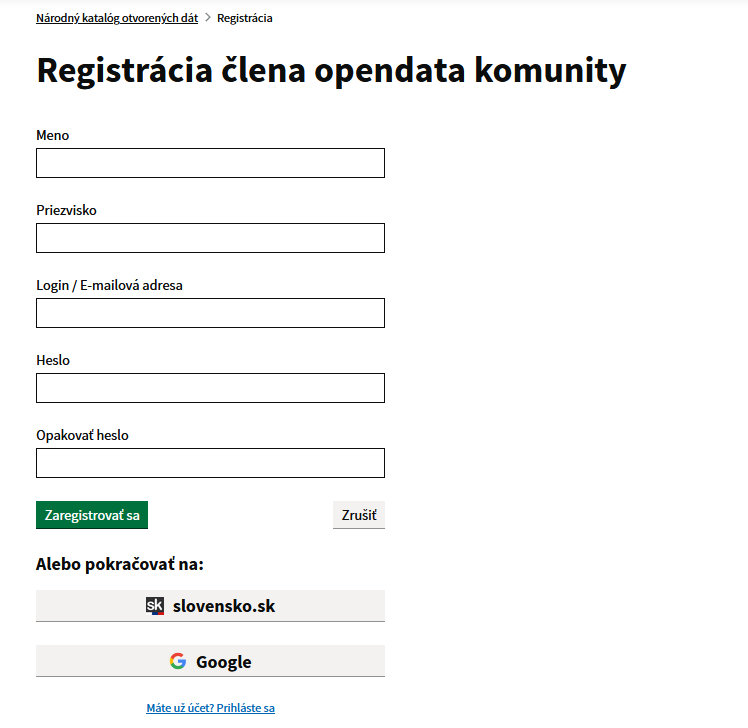 Národný katalóg otvorených dát > Registrácia
Registrácia člena opendata komunity
Meno
Priezvisko
Login / E-mailová adresa
Heslo
Opakovať heslo
Zaregistrovať sa
Zrušiť
Alebo pokračovať na:
sk slovensko.sk
Google
Máte už účet? Prihláste sa